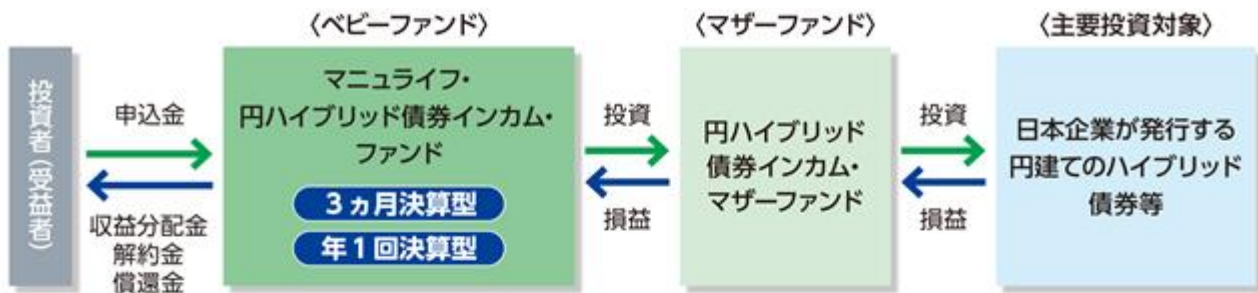 〈ベビーファンド〉
〈マザーファンド〉
〈主要投資対象〉
投資者(受益者)
申込金
収益分配金
解約金
償還金
マニュライフ・
円ハイブリッド債券インカム・
ファンド
3ヵ月決算型
年1回決算型
投資
損益
円ハイブリッド
債券インカム・
マザーファンド
投資
損益
日本企業が発行する
円建てのハイブリッド
債券等